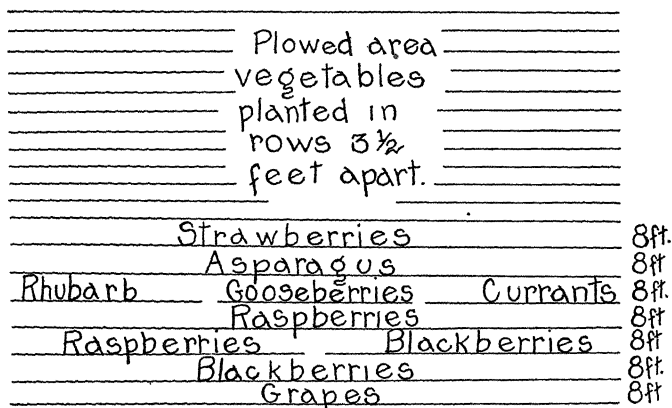 Plowed area
vegetables
planted in
rows 3½
feet apart.
Strawberries 8ft.
Asparagus 8ft
Rhubarb Gooseberries Currants 8ft.
Raspberries 8ft
Raspberries Blackberries 8ft
Blackberries 8ft.
Grapes 8ft